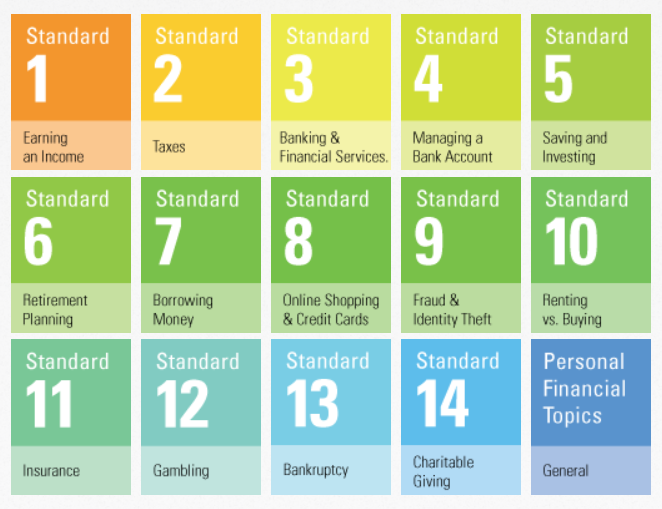 Standard
1
Earning
an Income
Standard
2
Taxes
Standard
3
Banking &
Financial Services.
Standard
4
Managing a
Bank Account
Standard
5
Saving and
Investing
Standard
6
Retirement
Planning
Standard
7
Borrowing
Money
Standard
8
Online Shopping
& Credit Cards
Standard
9
Fraud &
Identity Theft
Standard
10
Renting
vs. Buying
Standard
11
Insurance
Standard
12
Gambling
Standard
13
Bankruptcy
Standard
14
Charitable
Giving
Personal
Financial
Topics
General